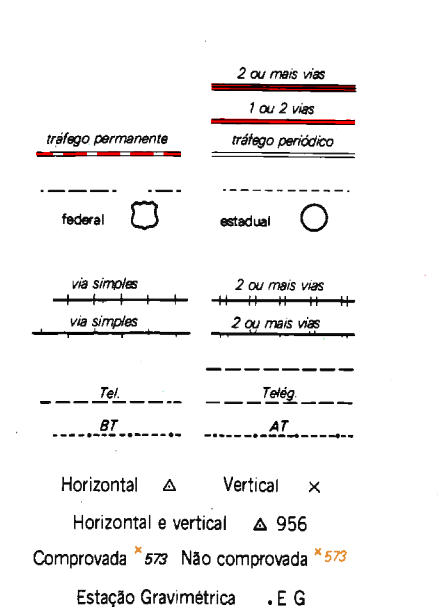 2 ou mais vias
1 ou 2 vias
tráfego permanente tráfego periódico
federal estadual
via simples 2 ou mais vias
via simples 2 ou mais vias
Tel. Telég.
BT AT
Horizontal Vertical
Horizontal e vertical 956
Comprovada 573 Não comprovada 573
Estação Gravimétrica . E G